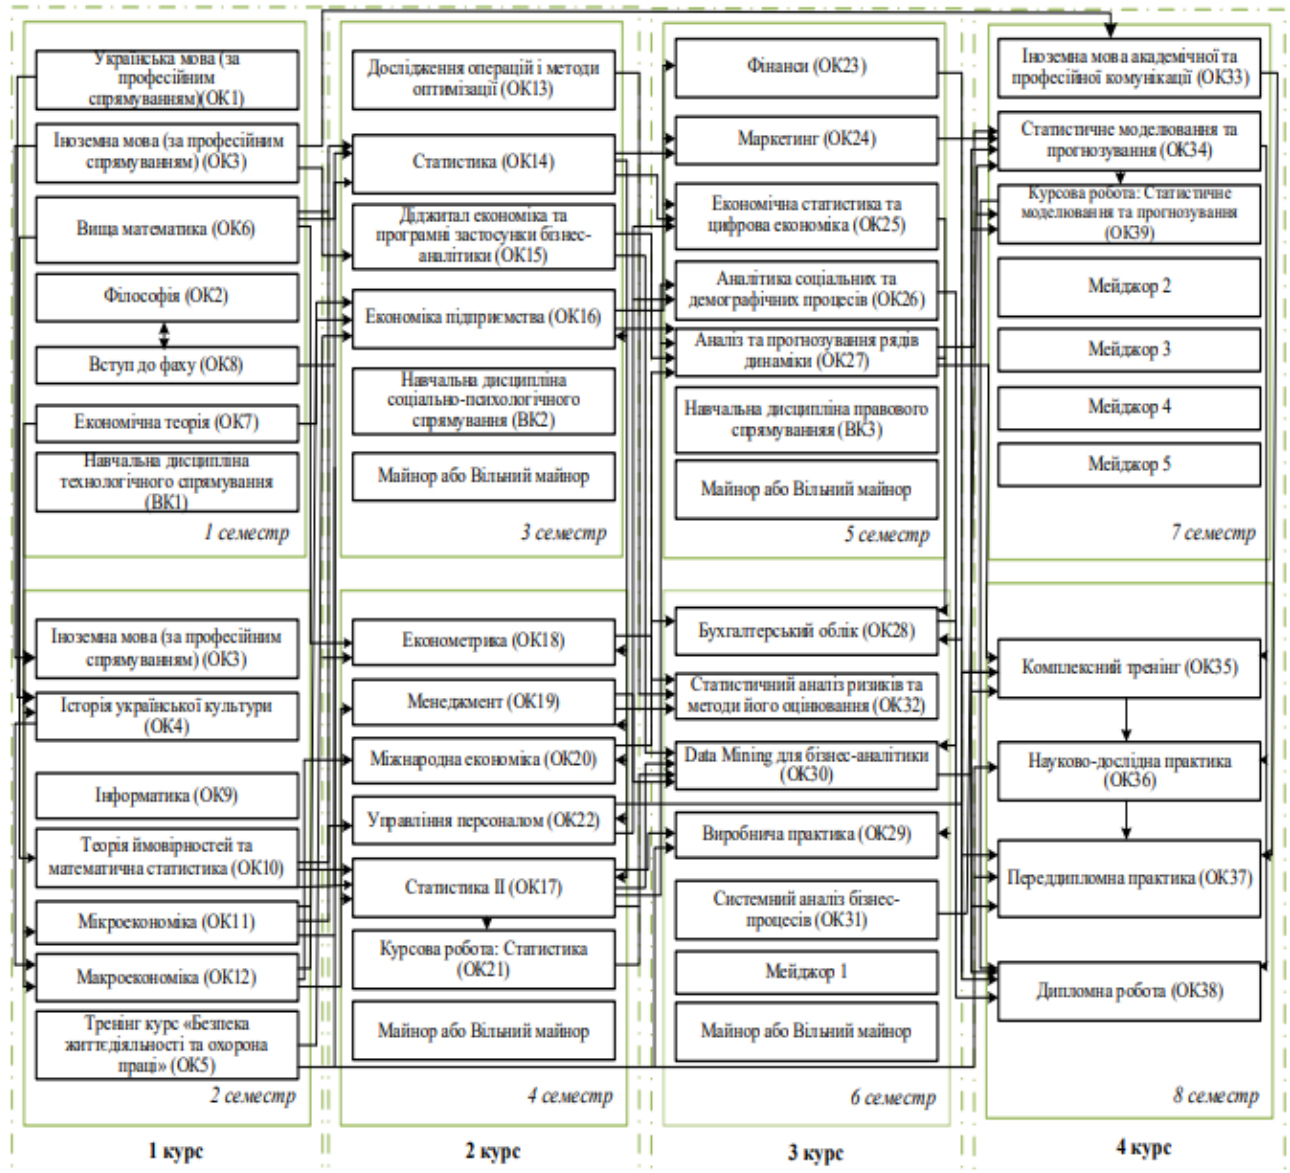 Українська мова (за
професійним
спрямуванням)(ОК1)
Іноземна мова (за професійним
спрямуванням) (ОК3)
Вища математика (ОК6)
Філософія (ОК2)
Вступ до фаху (ОК8)
Економічна теорія (ОК7)
Навчальна дисципліна
технологічного спрямування
(ВК1)
1 семестр
Іноземна мова (за професійним
спрямуванням) (ОК3)
Історія української культури
(ОК4)
Інформатика (ОК9)
Теорія ймовірностей та
математична статистика (ОК10)
Мікроекономіка (ОК11)
Макроекономіка (ОК12)
Тренінг курс «Безпека
життєдіяльності та охорона
праці» (ОК5)
2 семестр
1 курс
Дослідження операцій і методи
оптимізації (ОК13)
Статистика (ОК14)
Діджитал економіка та
програмні застосунки бізнес-
аналітики (ОК15)
Економіка підприємства (ОК16)
Навчальна дисципліна
соціально-психологічного
спрямування (ВК2)
Майнор або Вільний майнор
3 семестр
Економетрика (ОК18)
Менеджмент (ОК19)
Міжнародна економіка (ОК20)
Управління персоналом (ОК22)
Статистика II (ОК17)
Курсова робота: Статистика
(ОК21)
Майнор або Вільний майнор
4 семестр
2 курс
Фінанси (ОК23)
Маркетинг (ОК24)
Економічна статистика та
цифрова економіка (ОК25)
Аналітика соціальних та
демографічних процесів (ОК26)
Аналіз та прогнозування рядів
динаміки (ОК27)
Навчальна дисципліна правового
спрямуванняя (ВК3)
Майнор або Вільний майнор
5 семестр
Бухгалтерський облік (ОК28)
Статистичний аналіз ризиків та
методи його оцінювання (ОК32)
Data Mining для бізнес-аналітики
(ОК30)
Виробнича практика (ОК29)
Системний аналіз бізнес-
процесів (ОК31)
Мейджор 1
Майнор або Вільний майнор
6 семестр
3 курс
Іноземна мова академічної та
професійної комунікації (ОК33)
Статистичне моделювання та
прогнозування (ОК34)
Курсова робота: Статистичне
моделювання та прогнозування
(ОК39)
Мейджор 2
Мейджор 3
Мейджор 4
Мейджор 5
7 семестр
Комплексний тренінг (ОК35)
Науково-дослідна практика
(ОК36)
Переддипломна практика (ОК37)
Дипломна робота (ОК38)
8 семестр
4 курс